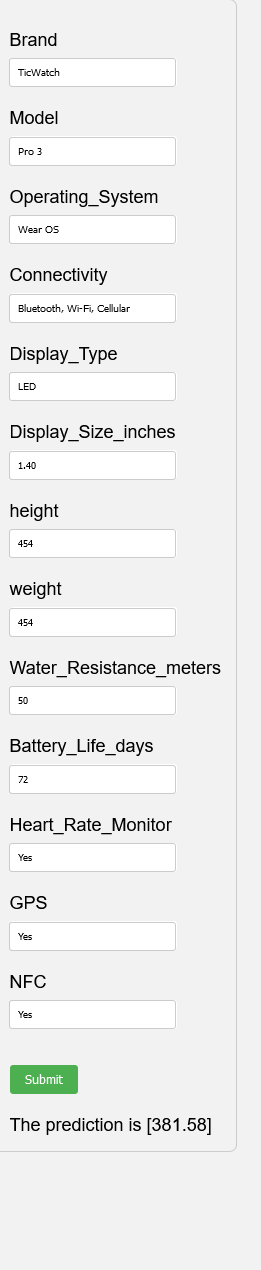 Brand
TicWatch
Model
Pro 3
Operating_System
Wear OS
Connectivity
Bluetooth, Wi-Fi, Cellular
Display_Type
LED
Display_Size_inches
1.40
height
454
weight
454
Water_Resistance_meters
50
Battery_Life_days
72
Heart_Rate_Monitor
Yes
GPS
Yes
NFC
Yes
Submit
The prediction is [381.58]